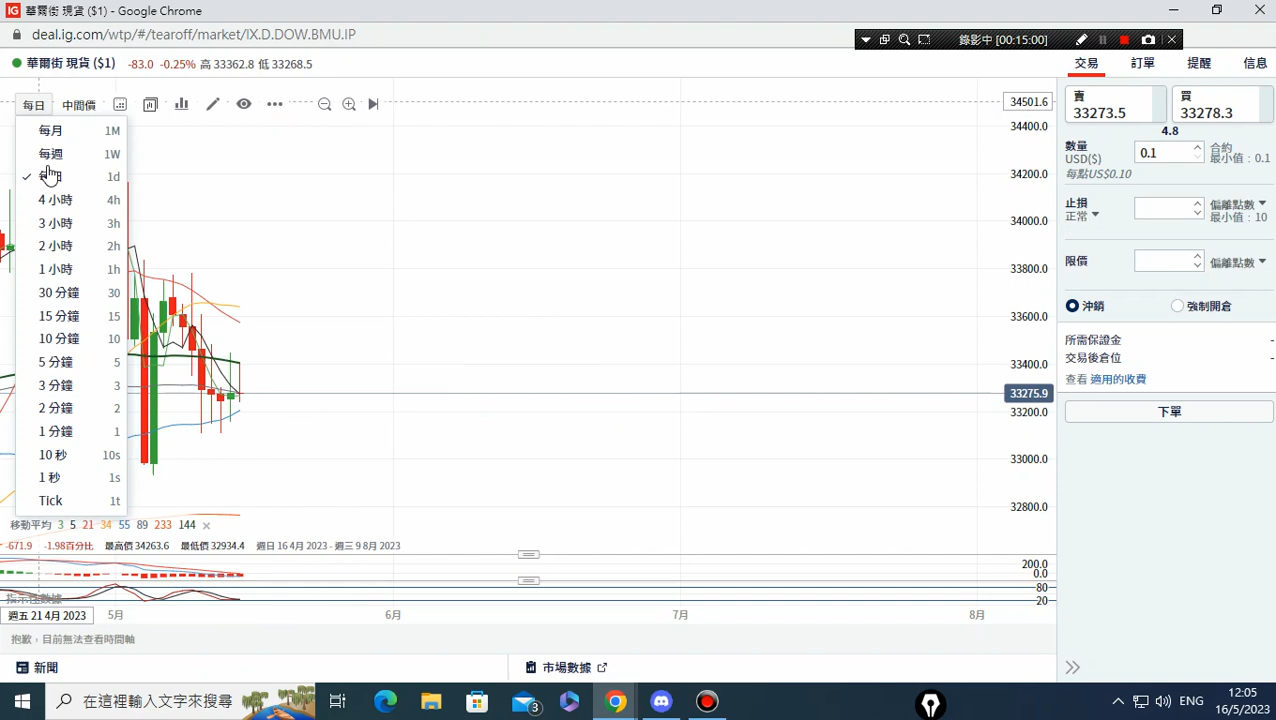 華爾街 現貨 ($1) - Google Chrome
deal.ig.com/wtp/#/tearoff/market/IX.D.DOW.BMU.IP
錄影中 [00:15:00]
華爾街 現貨 ($1) -83.0 -0.25% 高 33362.8 低 33268.5
交易 訂單 提醒 信息
每日 中間價
每月 1M
每週 1W
1d
4 小時 4h
3 小時 3h
2 小時 2h
1 小時 1h
30 分鐘 30
15 分鐘 15
10 分鐘 10
5 分鐘 5
3 分鐘 3
2 分鐘 2
1 分鐘 1
10 秒 10s
1 秒 1s
Tick 1t
34501.6
34400.0
34200.0
34000.0
33800.0
33600.0
33400.0
33275.9
33200.0
33000.0
32800.0
賣 33273.5
買 33278.3
4.8
數量 USD($) 0.1 合約 最小值 : 0.1
每點US$0.10
止損 正常 偏離點數 最小值 : 10
限價 偏離點數
沖銷 強制開倉
所需保證金 -
交易後倉位 -
查看 適用的收費
下單
移動平均 3 5 21 34 55 89 233 144
-671.9 -1.98百分比 最高價 34263.6 最低價 32934.4 週日 16 4月 2023 - 週三 9 8月 2023
200.0
0.0
80
20
週五 21 4月 2023 5月 6月 7月 8月
抱歉，目前無法查看時間軸
新聞 市場數據
在這裡輸入文字來搜尋
3
ENG
12:05
16/5/2023